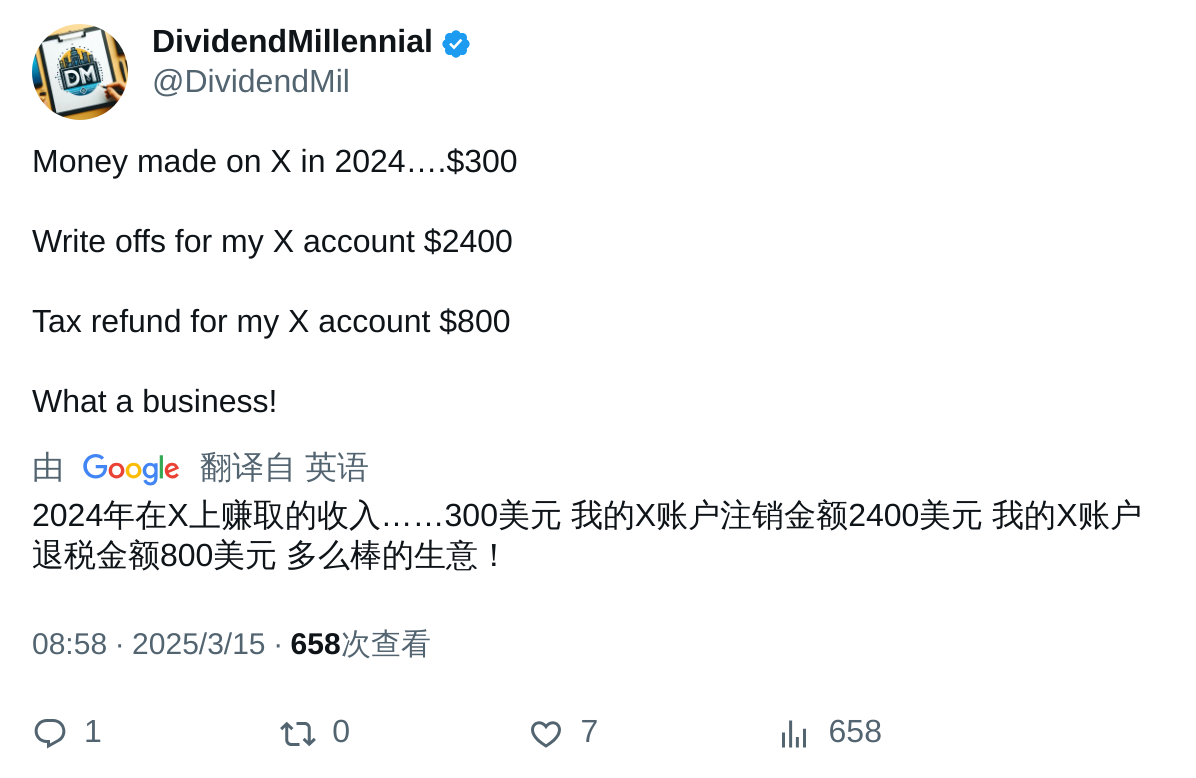 DM
DividendMillennial
@DividendMil
Money made on X in 2024….$300
Write offs for my X account $2400
Tax refund for my X account $800
What a business!
由 Google 翻译自 英语
2024年在X上赚取的收入……300美元 我的X账户注销金额2400美元 我的X账户
退税金额800美元 多么棒的生意！
08:58 · 2025/3/15 · 658次查看
1 0 7 658